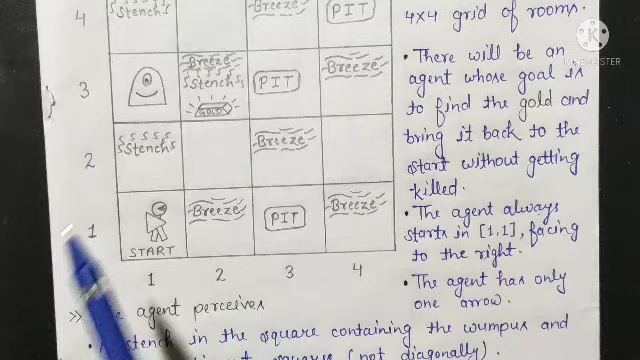 4 Stench Breeze PIT
4x4 grid of rooms.
KINEMASTER
Breeze
3 Stench PIT Breeze
GOLD
• There will be an
agent whose goal is
to find the gold and
bring it back to the
start without getting
killed.
2 Stench Breeze
1 Breeze PIT Breeze
START
1 2 3 4
• The agent always
starts in [1,1], facing
to the right.
• The agent has only
one arrow.
>> agent perceives
stench in the square containing the wumpus and
(not diagonally).